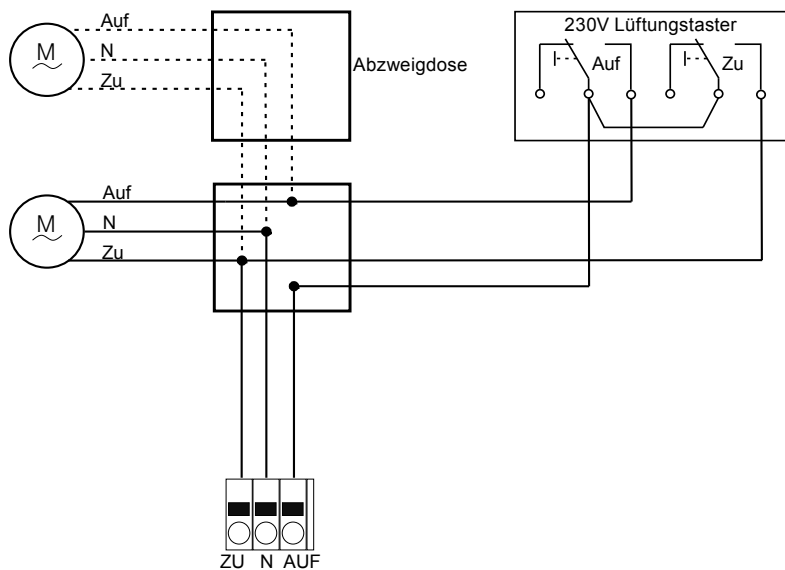 Auf
230V Lüftungstaster
M
N
Abzweigdose
Auf
Zu
Zu
Auf
M
N
Zu
ZU N AUF